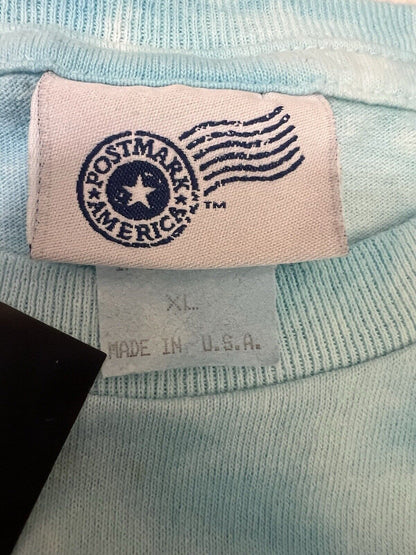 POSTMARK
AMERICA
TM
XL
MADE IN U.S.A.